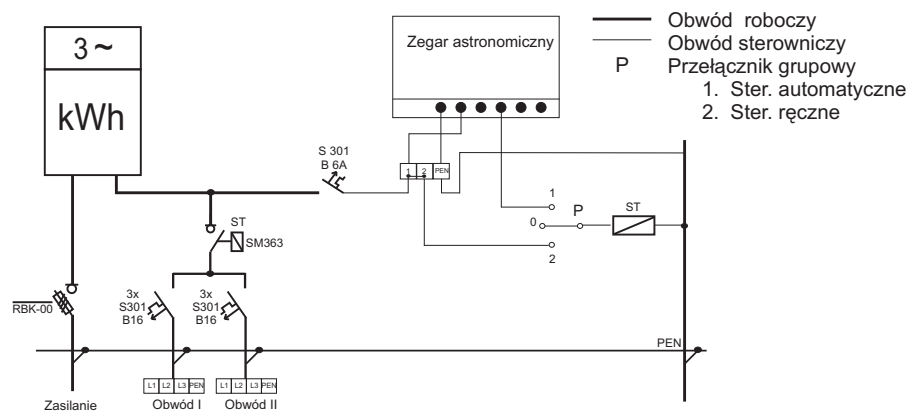 3~
kWh
Zegar astronomiczny
Obwód roboczy
Obwód sterowniczy
P Przełącznik grupowy
1. Ster. automatyczne
2. Ster. ręczne
S 301
B 6A
1 2 PEN
1
0
P
2
ST
ST
SM363
RBK-00
3x
S301
B16
3x
S301
B16
PEN
L1 L2 L3 PEN
L1 L2 L3 PEN
Zasilanie
Obwód I
Obwód II